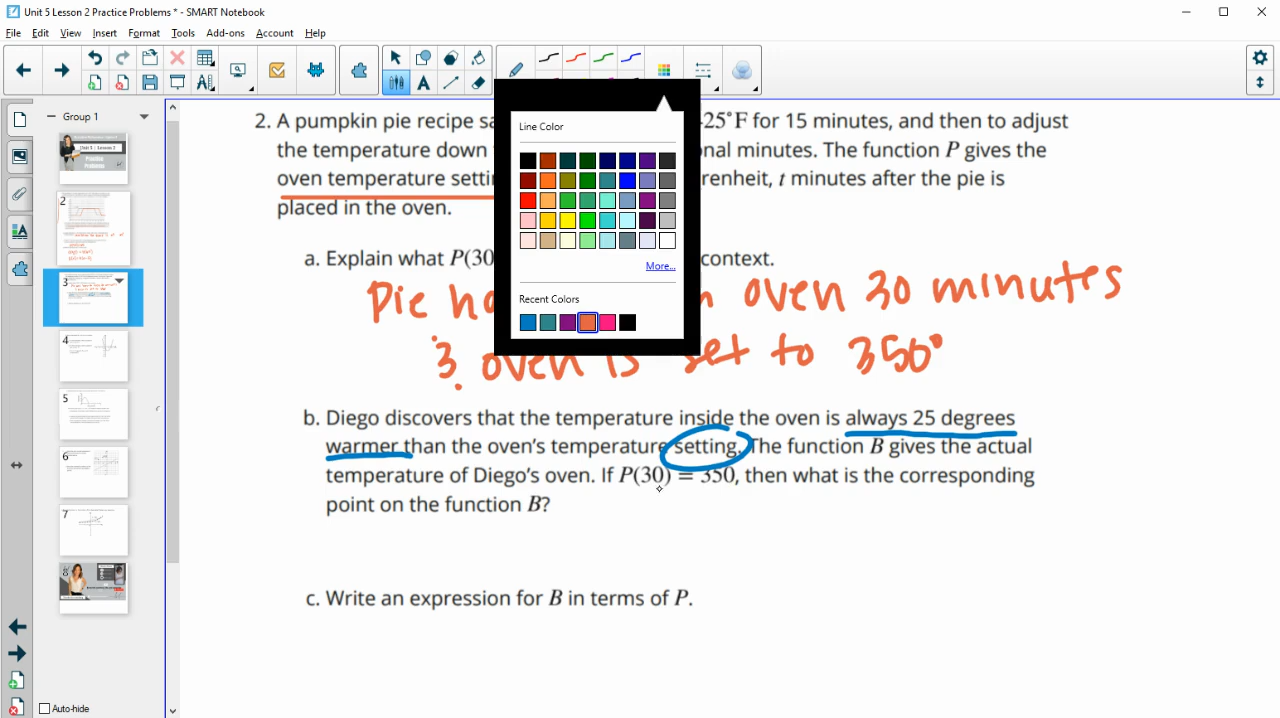 Unit 5 Lesson 2 Practice Problems * - SMART Notebook
File Edit View Insert Format Tools Add-ons Account Help
Group 1
2. A pumpkin pie recipe 25°F for 15 minutes, and then to adjust
the temperature down minutes. The function P gives the
oven temperature t minutes after the pie is
placed in the oven.
a. Explain what P(30 context.
Pie oven 30 minutes
oven is set to 350°
b. Diego discovers that the temperature inside the oven is always 25 degrees
warmer than the oven's temperature setting. The function B gives the actual
temperature of Diego's oven. If P(30) = 350, then what is the corresponding
point on the function B?
c. Write an expression for B in terms of P.
Line Color
More...
Recent Colors
2
3
4
5
6
7
Auto-hide